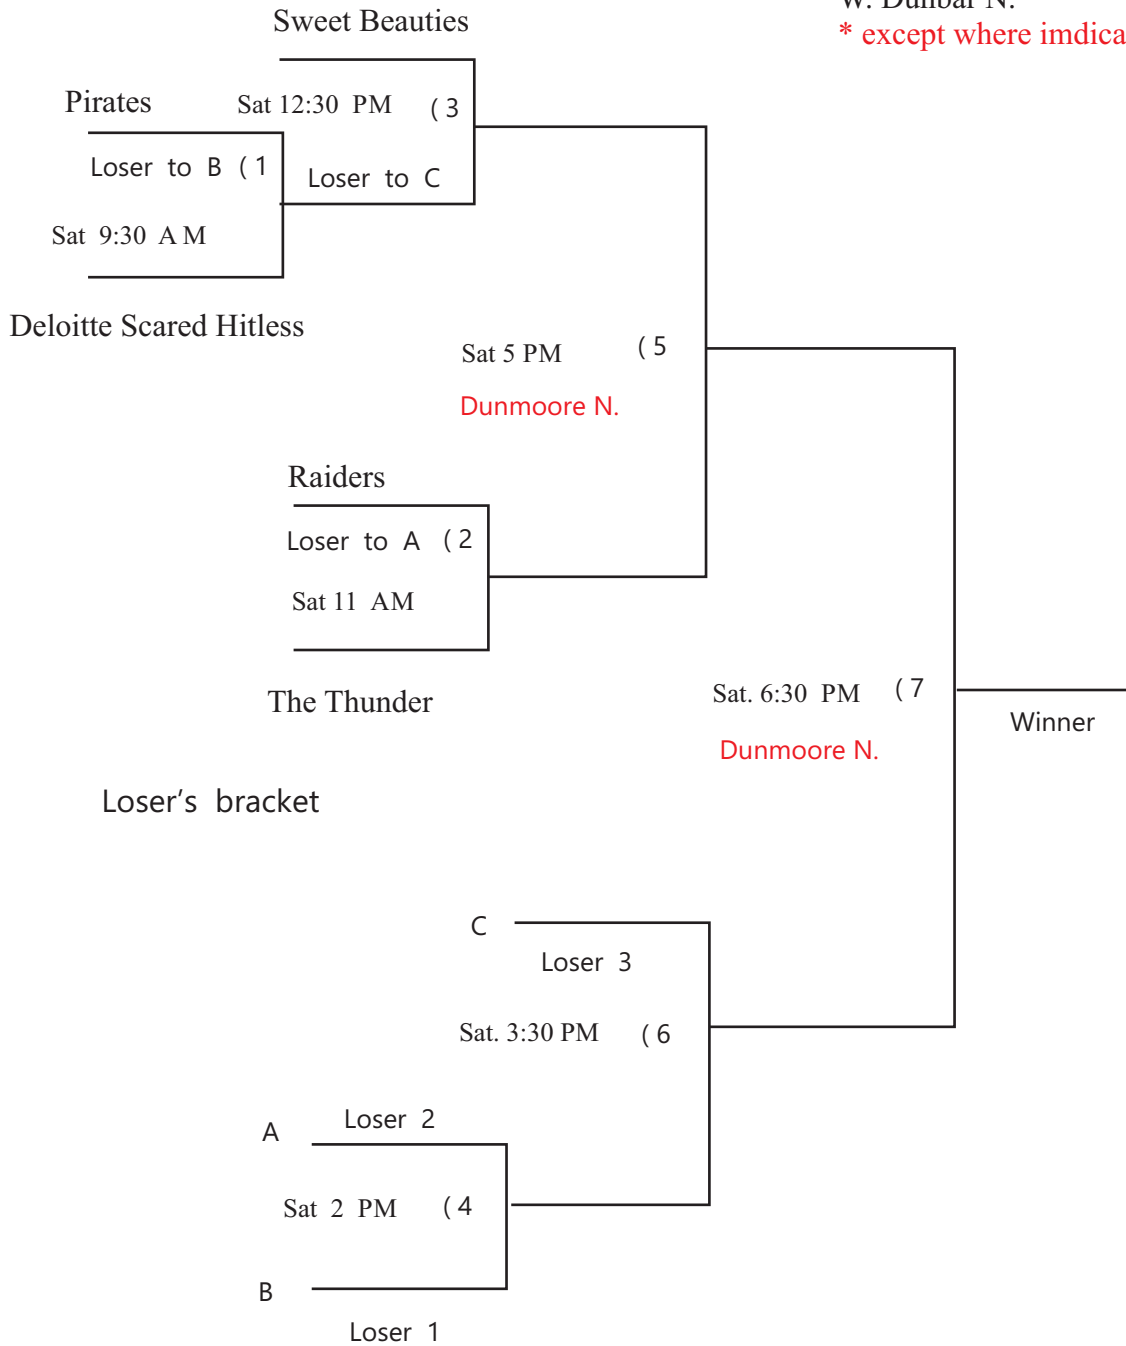 W. Dunbar N.
Sweet Beauties
* except where imdica
Pirates
Sat 12:30 PM ( 3
Loser to B ( 1
Loser to C
Sat 9:30 A M
Deloitte Scared Hitless
Sat 5 PM ( 5
Dunmoore N.
Raiders
Loser to A ( 2
Sat 11 AM
The Thunder
Sat. 6:30 PM ( 7
Winner
Dunmoore N.
Loser's bracket
C
Loser 3
Sat. 3:30 PM ( 6
Loser 2
A
Sat 2 PM ( 4
B
Loser 1